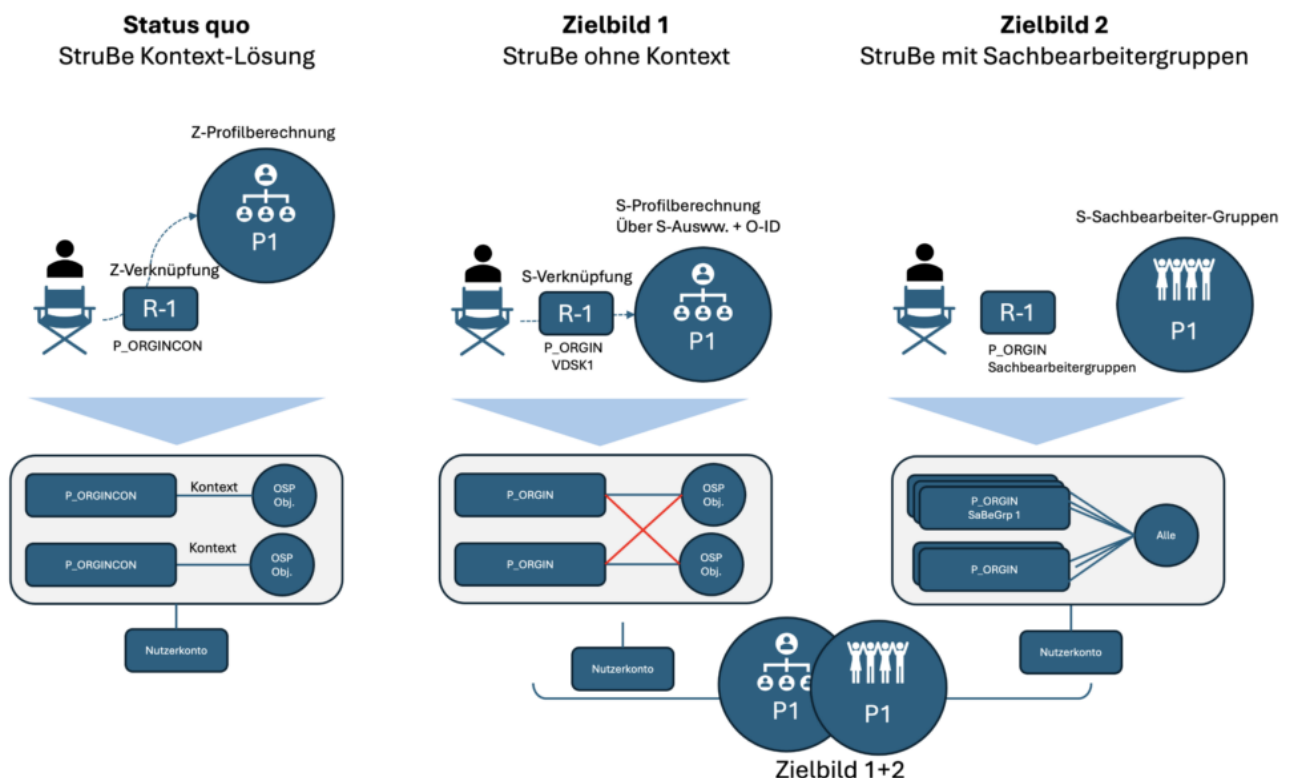 Status quo
StruBe Kontext-Lösung
Z-Profilberechnung
P1
Z-Verknüpfung
R-1
P_ORGINCON
P_ORGINCON
Kontext
OSP
Obj.
P_ORGINCON
Kontext
OSP
Obj.
Nutzerkonto
Zielbild 1
StruBe ohne Kontext
S-Profilberechnung
Über S-Ausww. + O-ID
P1
S-Verknüpfung
R-1
P_ORGIN
VDSK1
P_ORGIN
OSP
Obj.
P_ORGIN
OSP
Obj.
Nutzerkonto
Zielbild 2
StruBe mit Sachbearbeitergruppen
S-Sachbearbeiter-Gruppen
P1
R-1
P_ORGIN
Sachbearbeitergruppen
P_ORGIN
SaBeGrp 1
P_ORGIN
Alle
Nutzerkonto
P1
P1
Zielbild 1+2